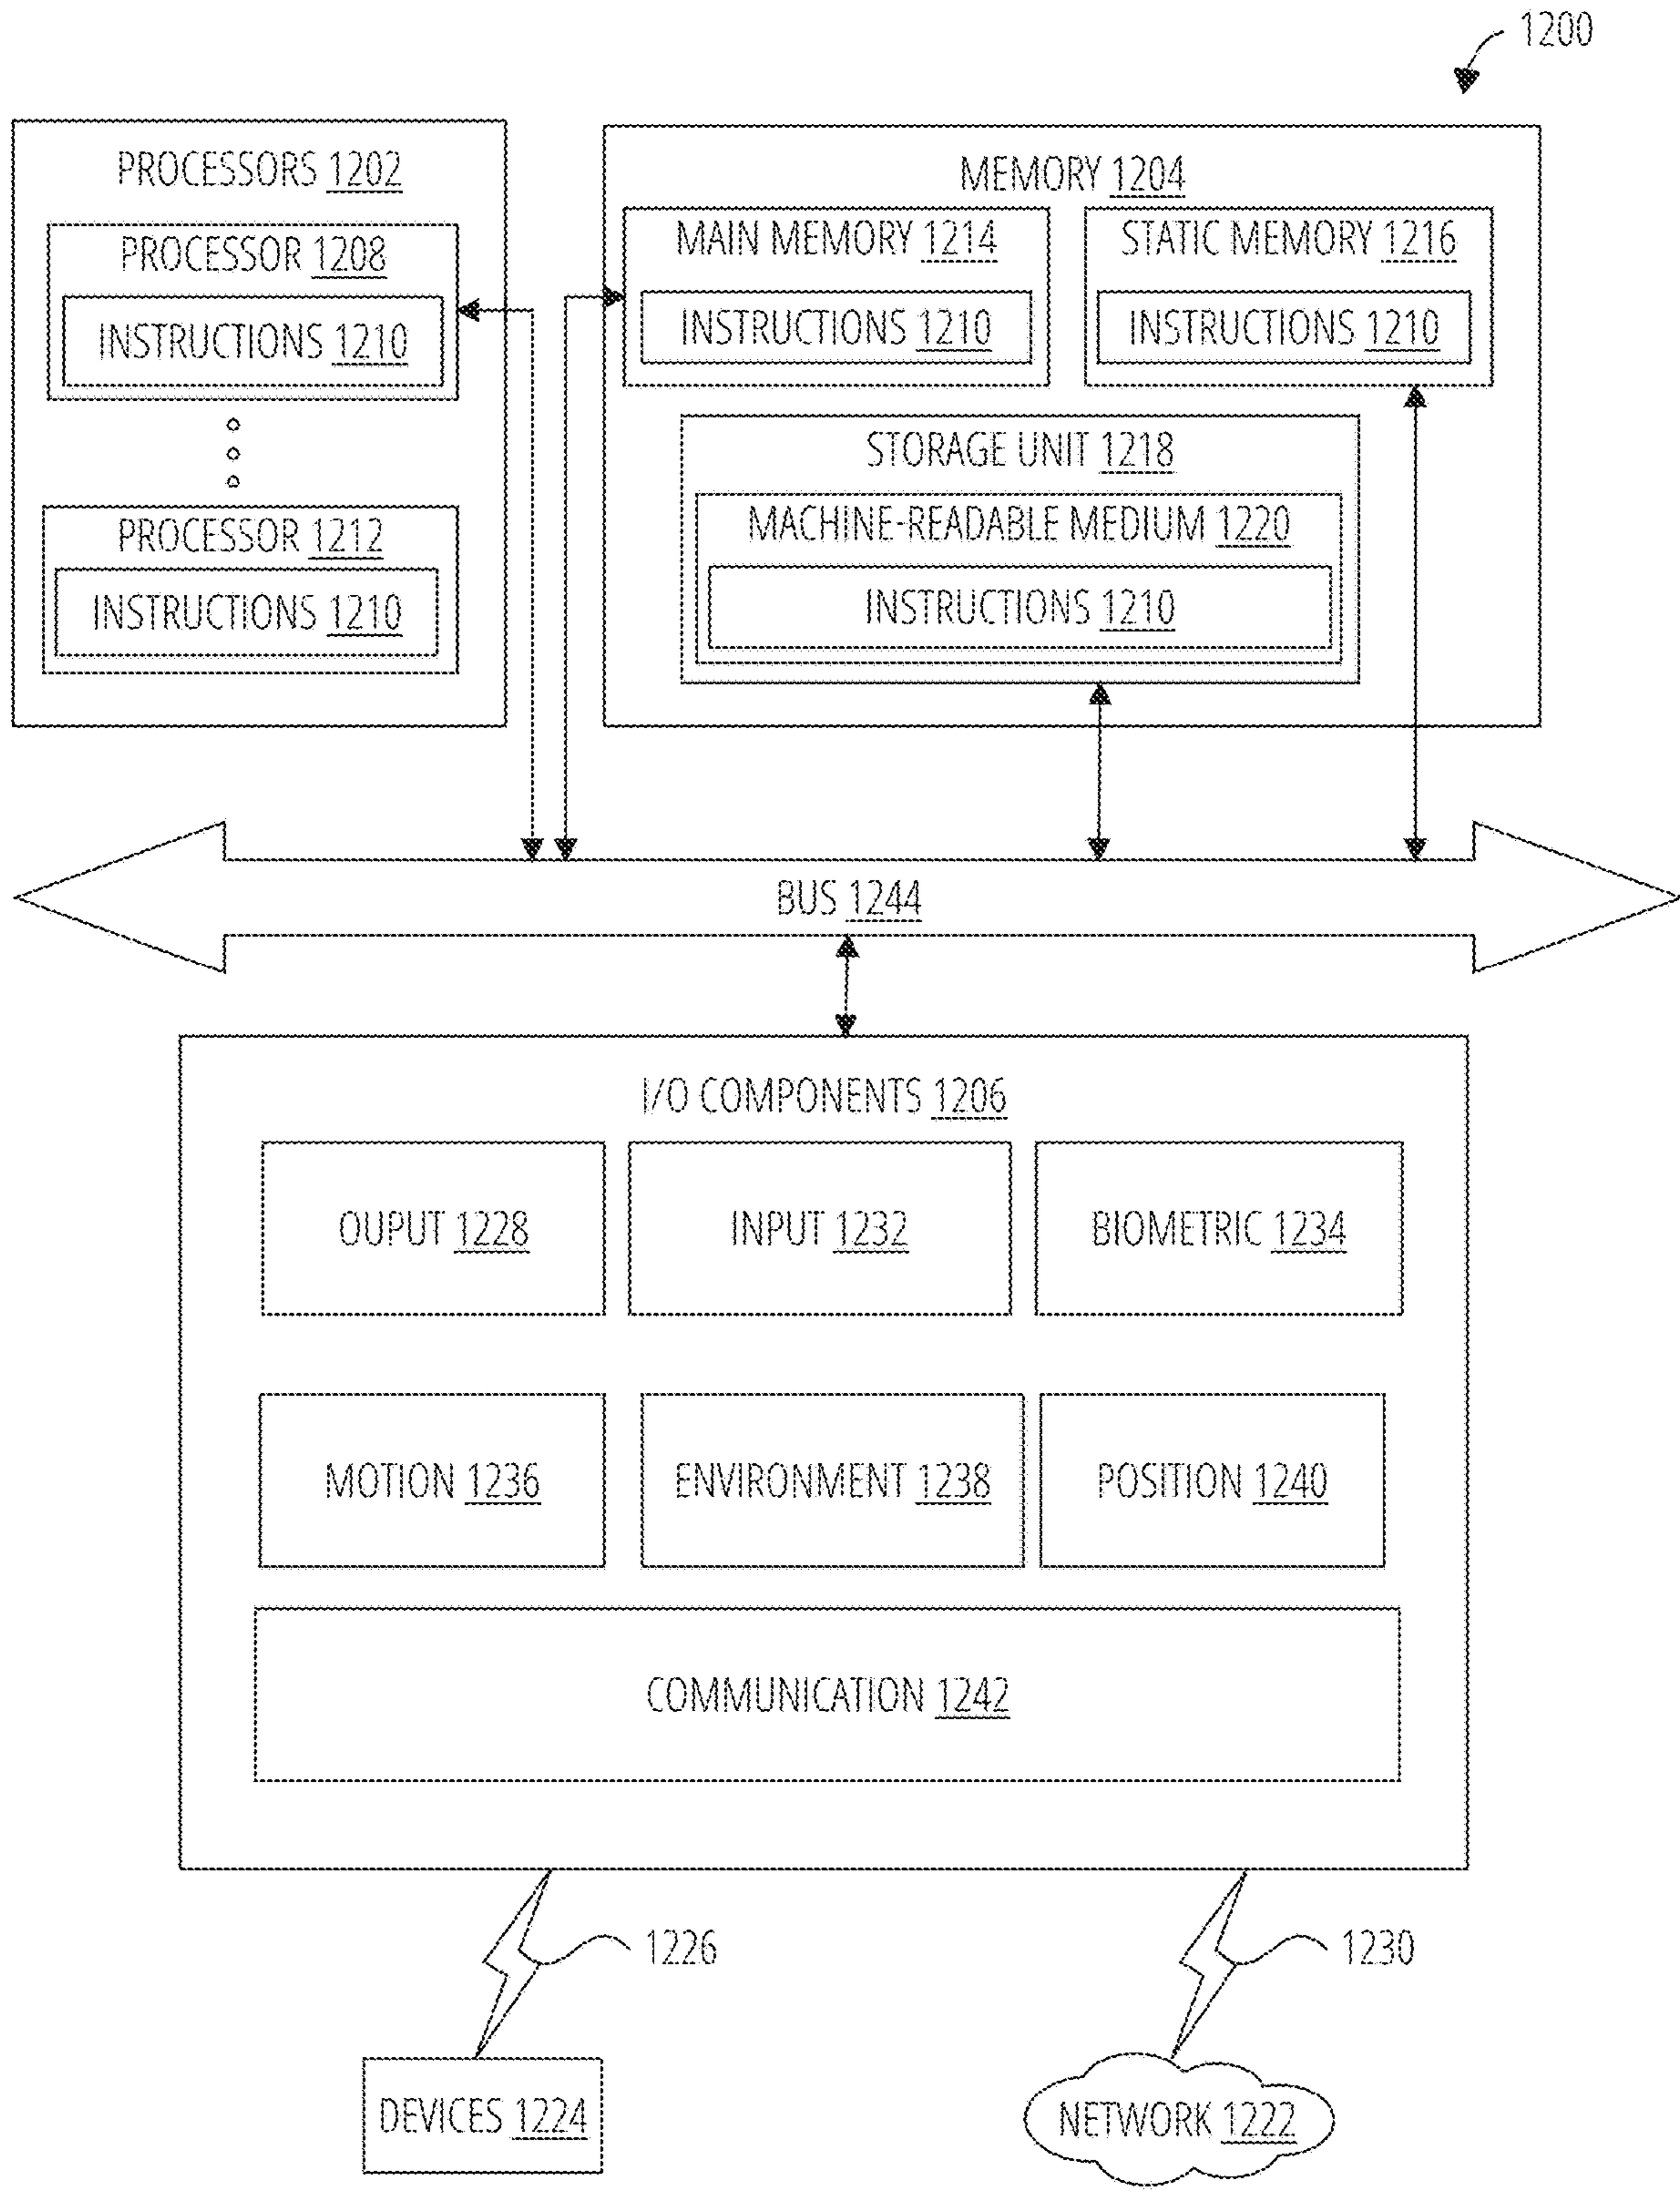 1200
PROCESSORS 1202
PROCESSOR 1208
INSTRUCTIONS 1210
PROCESSOR 1212
INSTRUCTIONS 1210
MEMORY 1204
MAIN MEMORY 1214
INSTRUCTIONS 1210
STATIC MEMORY 1216
INSTRUCTIONS 1210
STORAGE UNIT 1218
MACHINE-READABLE MEDIUM 1220
INSTRUCTIONS 1210
BUS 1244
I/O COMPONENTS 1206
OUPUT 1228
INPUT 1232
BIOMETRIC 1234
MOTION 1236
ENVIRONMENT 1238
POSITION 1240
COMMUNICATION 1242
1226
1230
DEVICES 1224
NETWORK 1222